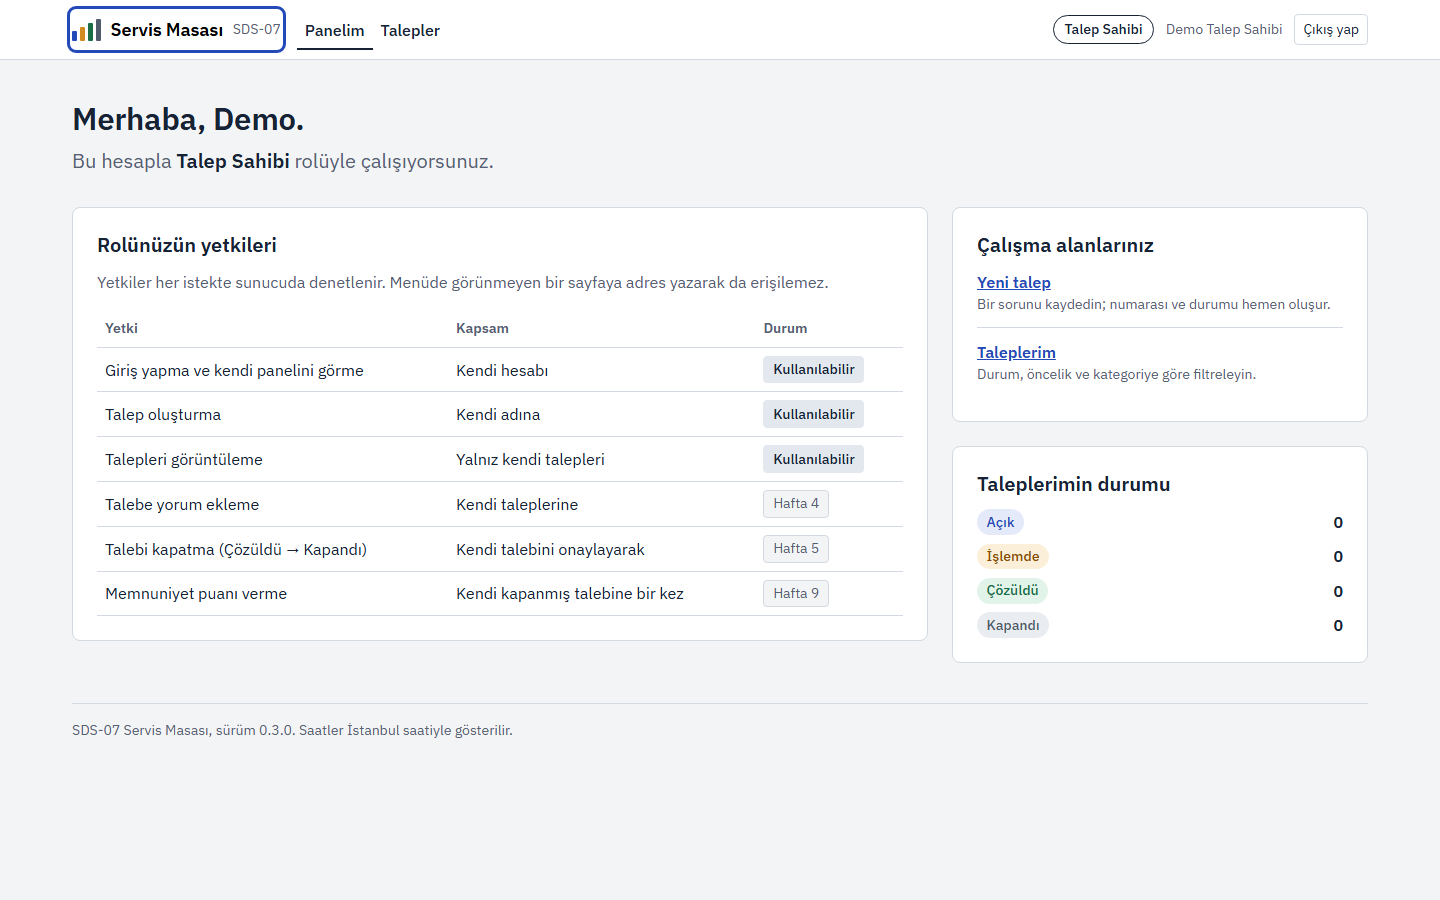 Servis Masası SDS-07 Panelim Talepler Talep Sahibi Demo Talep Sahibi Çıkış yap
Merhaba, Demo.
Bu hesapla Talep Sahibi rolüyle çalışıyorsunuz.
Rolünüzün yetkileri
Yetkiler her istekte sunucuda denetlenir. Menüde görünmeyen bir sayfaya adres yazarak da erişilemez.
Yetki Kapsam Durum
Giriş yapma ve kendi panelini görme Kendi hesabı Kullanılabilir
Talep oluşturma Kendi adına Kullanılabilir
Talepleri görüntüleme Yalnız kendi talepleri Kullanılabilir
Talebe yorum ekleme Kendi taleplerine Hafta 4
Talebi kapatma (Çözüldü → Kapandı) Kendi talebini onaylayarak Hafta 5
Memnuniyet puanı verme Kendi kapanmış talebine bir kez Hafta 9
Çalışma alanlarınız
Yeni talep
Bir sorunu kaydedin; numarası ve durumu hemen oluşur.
Taleplerim
Durum, öncelik ve kategoriye göre filtreleyin.
Taleplerimin durumu
Açık 0
İşlemde 0
Çözüldü 0
Kapandı 0
SDS-07 Servis Masası, sürüm 0.3.0. Saatler İstanbul saatiyle gösterilir.